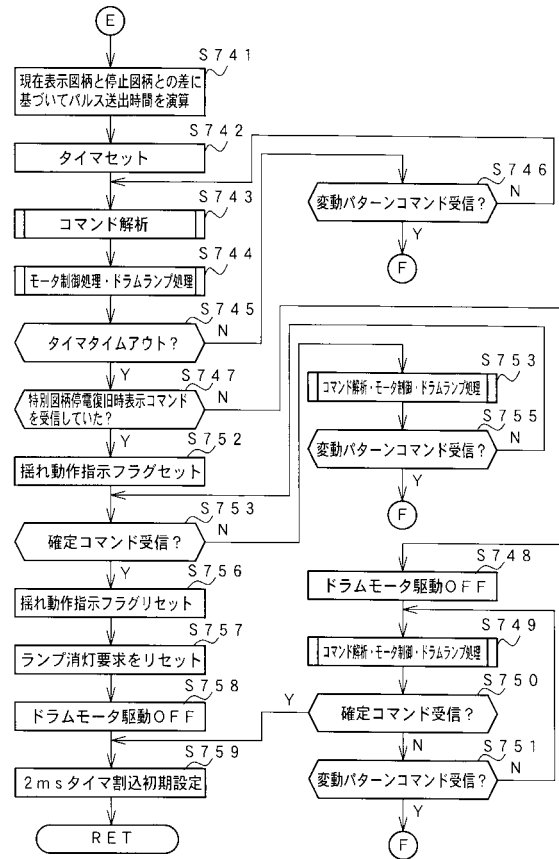 E
S741
現在表示図柄と停止図柄との差に
基づいてパルス送出時間を演算
S742
タイマセット
S743
コマンド解析
S744
モータ制御処理・ドラムランプ処理
S745
タイマタイムアウト?
N
Y
S746
変動パターンコマンド受信?
N
Y
F
S747
特別図柄停電復旧時表示コマンド
を受信していた?
N
Y
S752
揺れ動作指示フラグセット
S753
確定コマンド受信?
N
Y
S753
コマンド解析・モータ制御・ドラムランプ処理
S755
変動パターンコマンド受信?
N
Y
F
S756
揺れ動作指示フラグリセット
S757
ランプ消灯要求をリセット
S758
ドラムモータ駆動OFF
S759
2msタイマ割込初期設定
RET
S748
ドラムモータ駆動OFF
S749
コマンド解析・モータ制御・ドラムランプ処理
S750
確定コマンド受信?
Y
N
S751
変動パターンコマンド受信?
N
Y
F